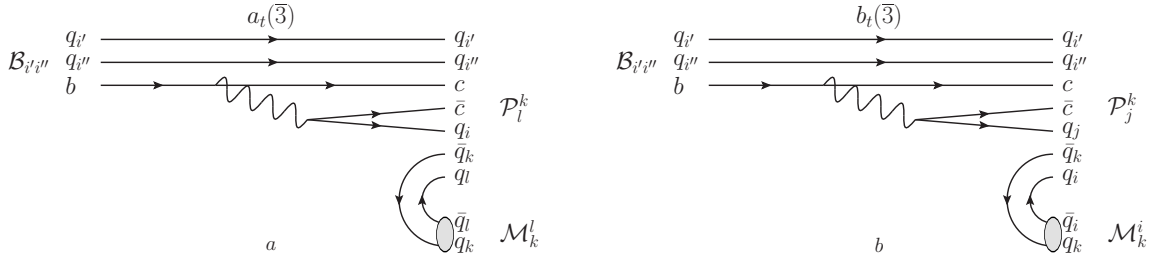 a_t(\overline{3})
q_{i'} q_{i'}
\mathcal{B}_{i'i''} q_{i''} q_{i''}
b c
\bar{c} \mathcal{P}_l^k
q_i
\bar{q}_k
q_l
\bar{q}_l \mathcal{M}_k^l
q_k
a
b_t(\overline{3})
q_{i'} q_{i'}
\mathcal{B}_{i'i''} q_{i''} q_{i''}
b c
\bar{c} \mathcal{P}_j^k
q_j
\bar{q}_k
q_i
\bar{q}_i \mathcal{M}_k^i
q_k
b